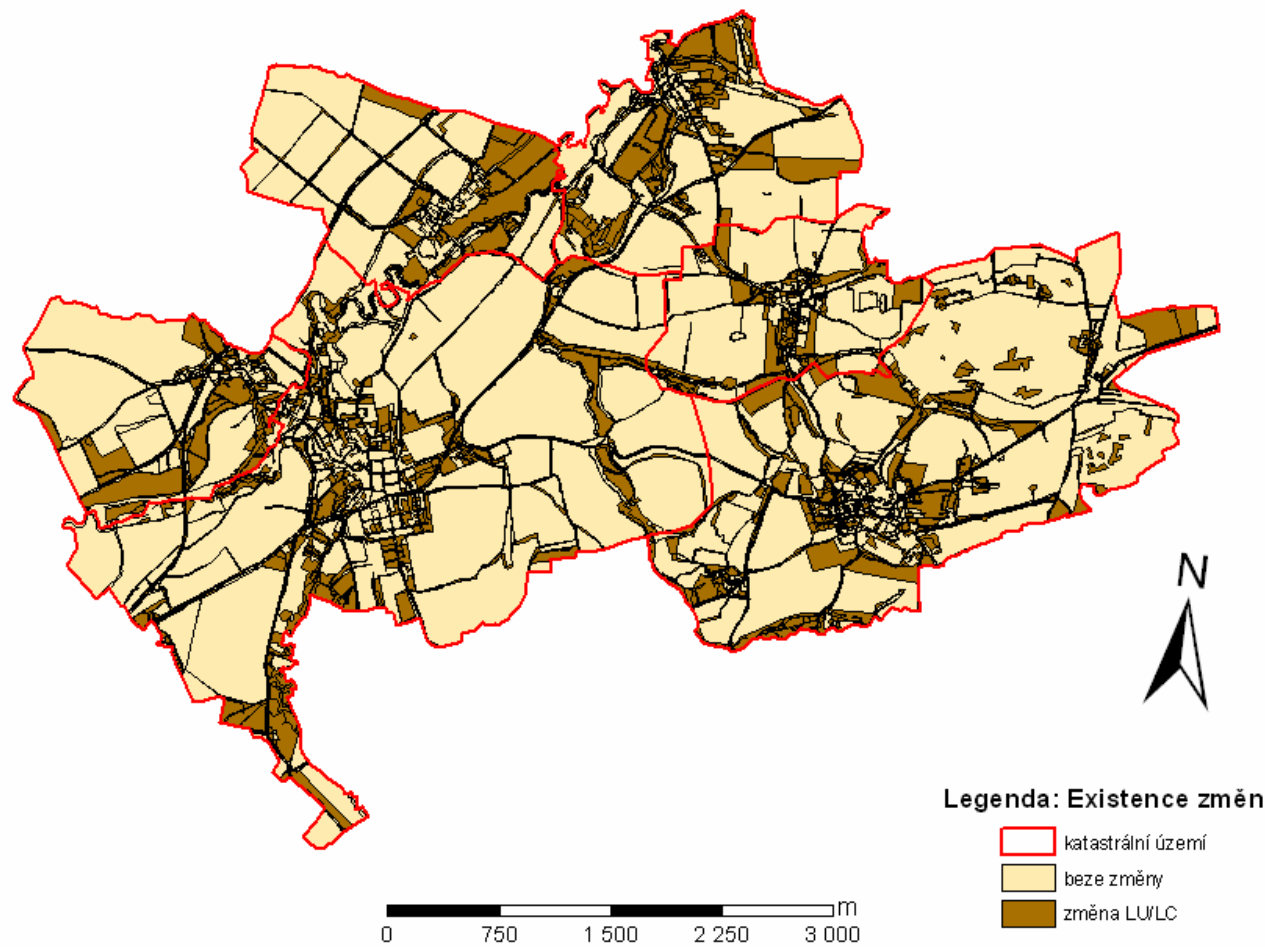 N
Legenda: Existence změn
katastrální území
beze změny
změna LU/LC
m
0 750 1 500 2 250 3 000